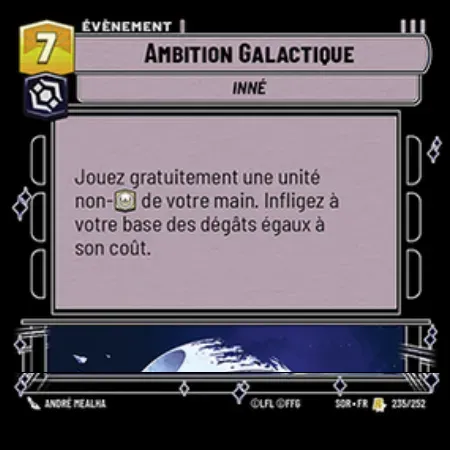 ÉVÈNEMENT
7
AMBITION GALACTIQUE
INNÉ
Jouez gratuitement une unité
non- de votre main. Infligez à
votre base des dégâts égaux à
son coût.
ANDRÉ MEALHA ©LFL ©FFG SOR • FR 235/252